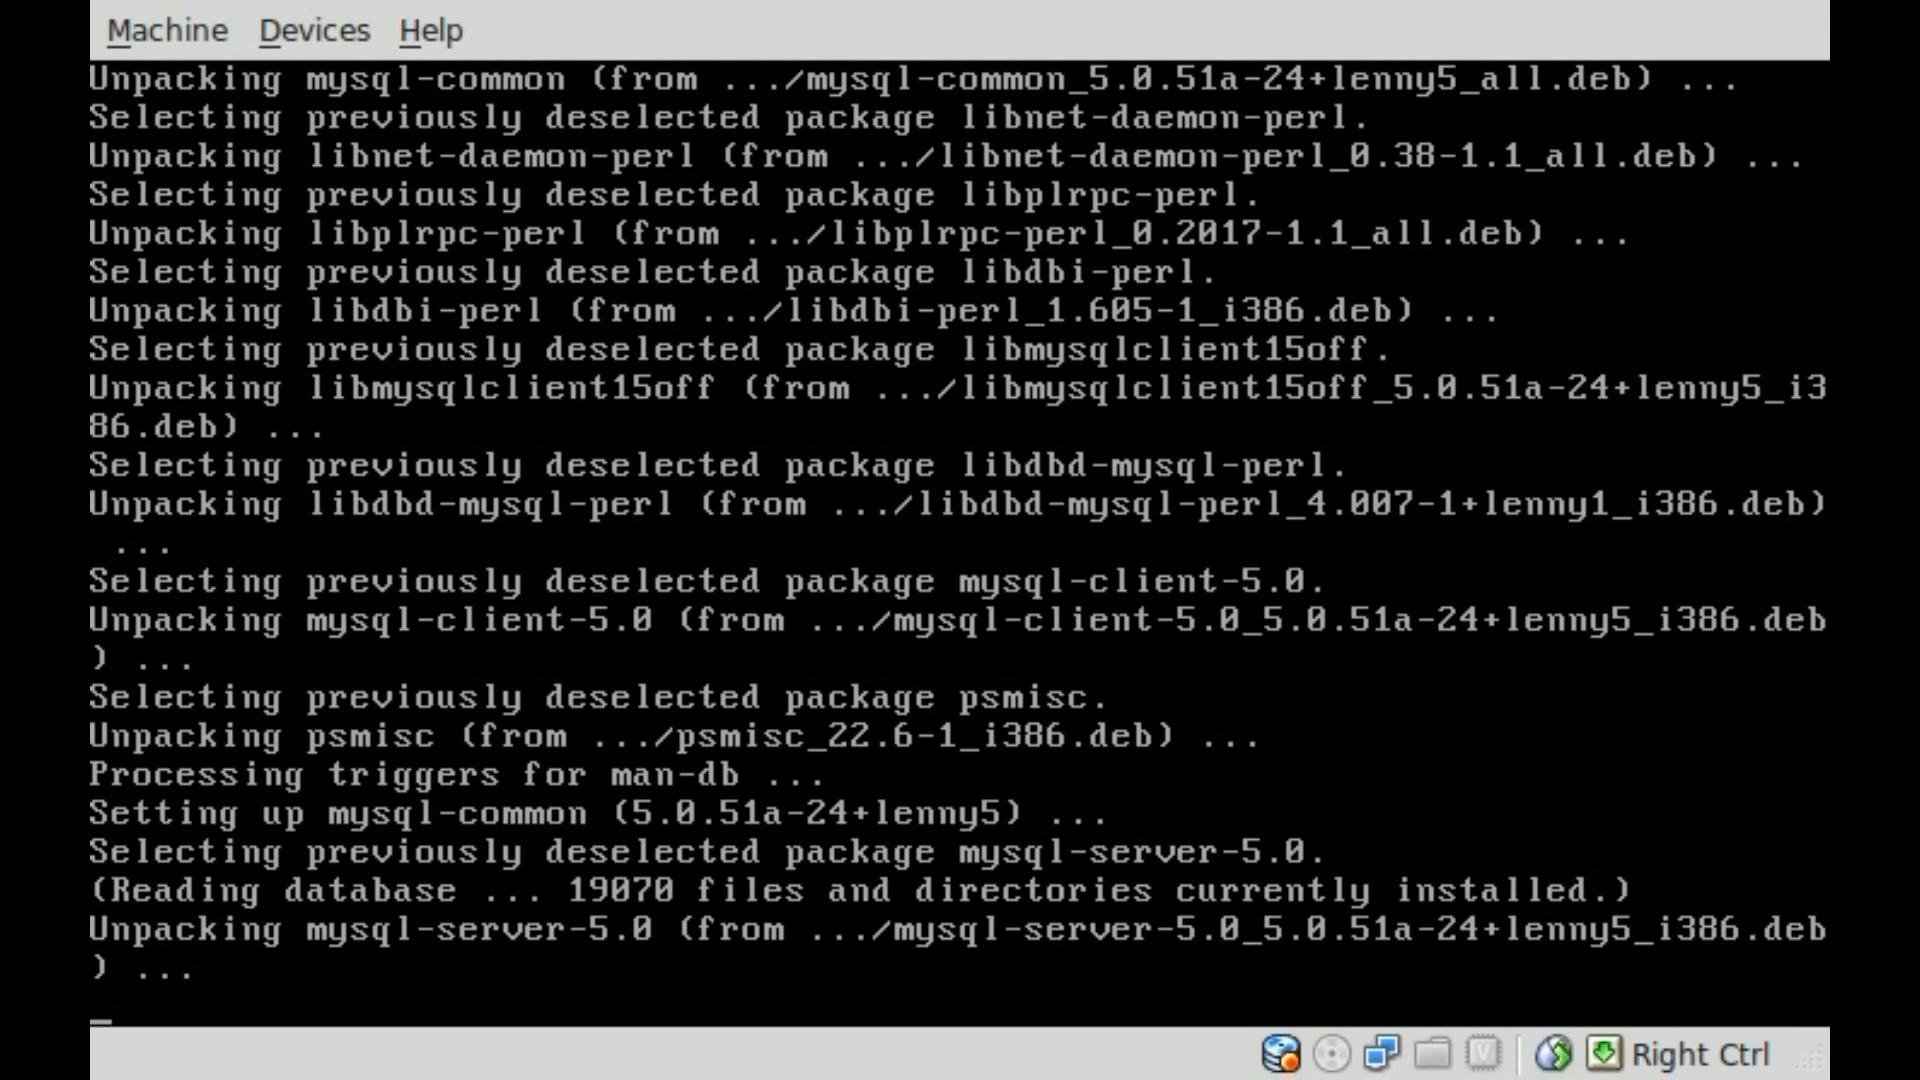 Machine Devices Help
Unpacking mysql-common (from .../mysql-common_5.0.51a-24+lenny5_all.deb) ...
Selecting previously deselected package libnet-daemon-perl.
Unpacking libnet-daemon-perl (from .../libnet-daemon-perl_0.38-1.1_all.deb) ...
Selecting previously deselected package libplrpc-perl.
Unpacking libplrpc-perl (from .../libplrpc-perl_0.2017-1.1_all.deb) ...
Selecting previously deselected package libdbi-perl.
Unpacking libdbi-perl (from .../libdbi-perl_1.605-1_i386.deb) ...
Selecting previously deselected package libmysqlclient15off.
Unpacking libmysqlclient15off (from .../libmysqlclient15off_5.0.51a-24+lenny5_i3
86.deb) ...
Selecting previously deselected package libdbd-mysql-perl.
Unpacking libdbd-mysql-perl (from .../libdbd-mysql-perl_4.007-1+lenny1_i386.deb)
...
Selecting previously deselected package mysql-client-5.0.
Unpacking mysql-client-5.0 (from .../mysql-client-5.0_5.0.51a-24+lenny5_i386.deb
) ...
Selecting previously deselected package psmisc.
Unpacking psmisc (from .../psmisc_22.6-1_i386.deb) ...
Processing triggers for man-db ...
Setting up mysql-common (5.0.51a-24+lenny5) ...
Selecting previously deselected package mysql-server-5.0.
(Reading database ... 19070 files and directories currently installed.)
Unpacking mysql-server-5.0 (from .../mysql-server-5.0_5.0.51a-24+lenny5_i386.deb
) ...
_
Right Ctrl